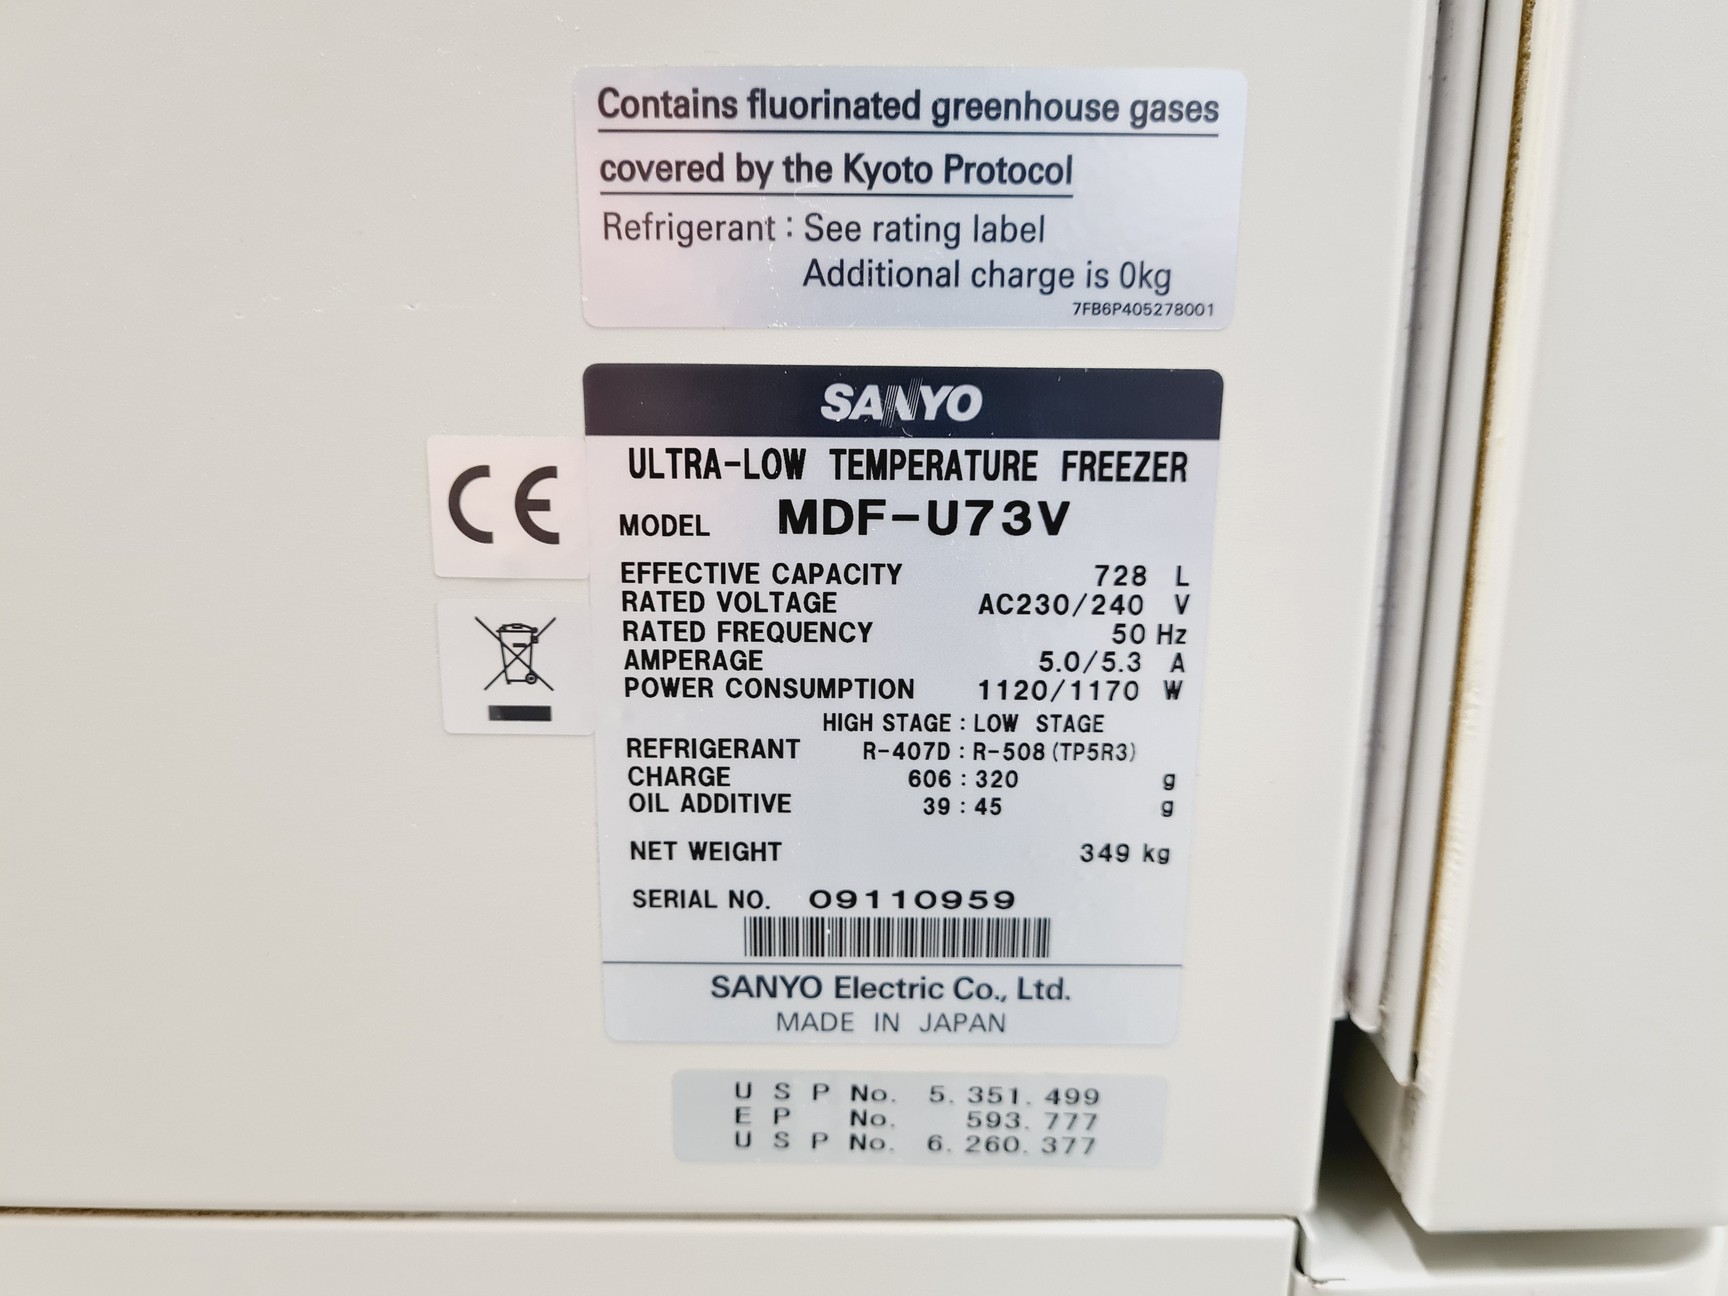 Contains fluorinated greenhouse gases
covered by the Kyoto Protocol
Refrigerant : See rating label
Additional charge is 0kg
7FB6P405278001
SANYO
ULTRA-LOW TEMPERATURE FREEZER
MODEL MDF-U73V
CE
EFFECTIVE CAPACITY 728 L
RATED VOLTAGE AC230/240 V
RATED FREQUENCY 50 Hz
AMPERAGE 5.0/5.3 A
POWER CONSUMPTION 1120/1170 W
HIGH STAGE : LOW STAGE
REFRIGERANT R-407D : R-508 (TP5R3)
CHARGE 606 : 320 g
OIL ADDITIVE 39 : 45 g
NET WEIGHT 349 kg
SERIAL NO. 09110959
SANYO Electric Co., Ltd.
MADE IN JAPAN
U S P No. 5. 351. 499
E P No. 593. 777
U S P No. 6. 260. 377